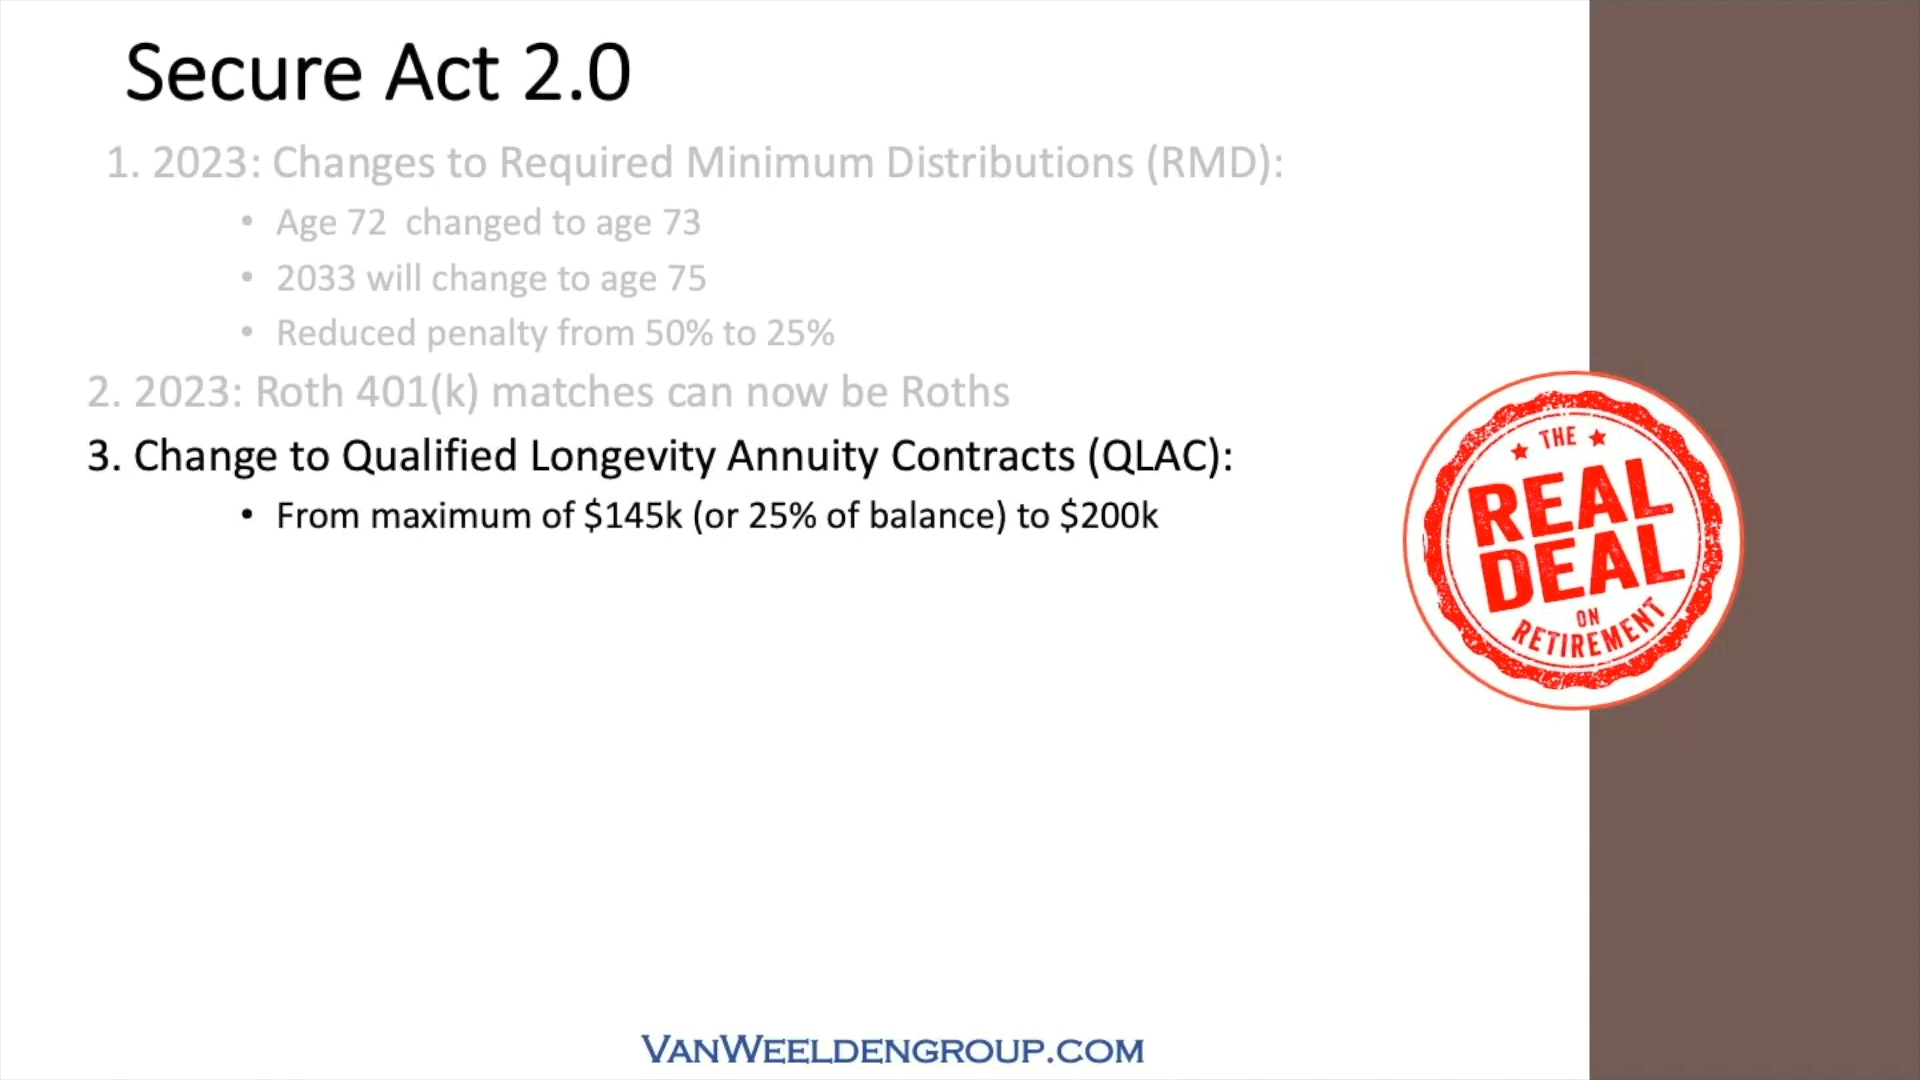 Secure Act 2.0
1. 2023: Changes to Required Minimum Distributions (RMD):
• Age 72 changed to age 73
• 2033 will change to age 75
• Reduced penalty from 50% to 25%
2. 2023: Roth 401(k) matches can now be Roths
3. Change to Qualified Longevity Annuity Contracts (QLAC):
• From maximum of $145k (or 25% of balance) to $200k
THE
REAL
DEAL
ON
RETIREMENT
VANWEELDENGROUP.COM